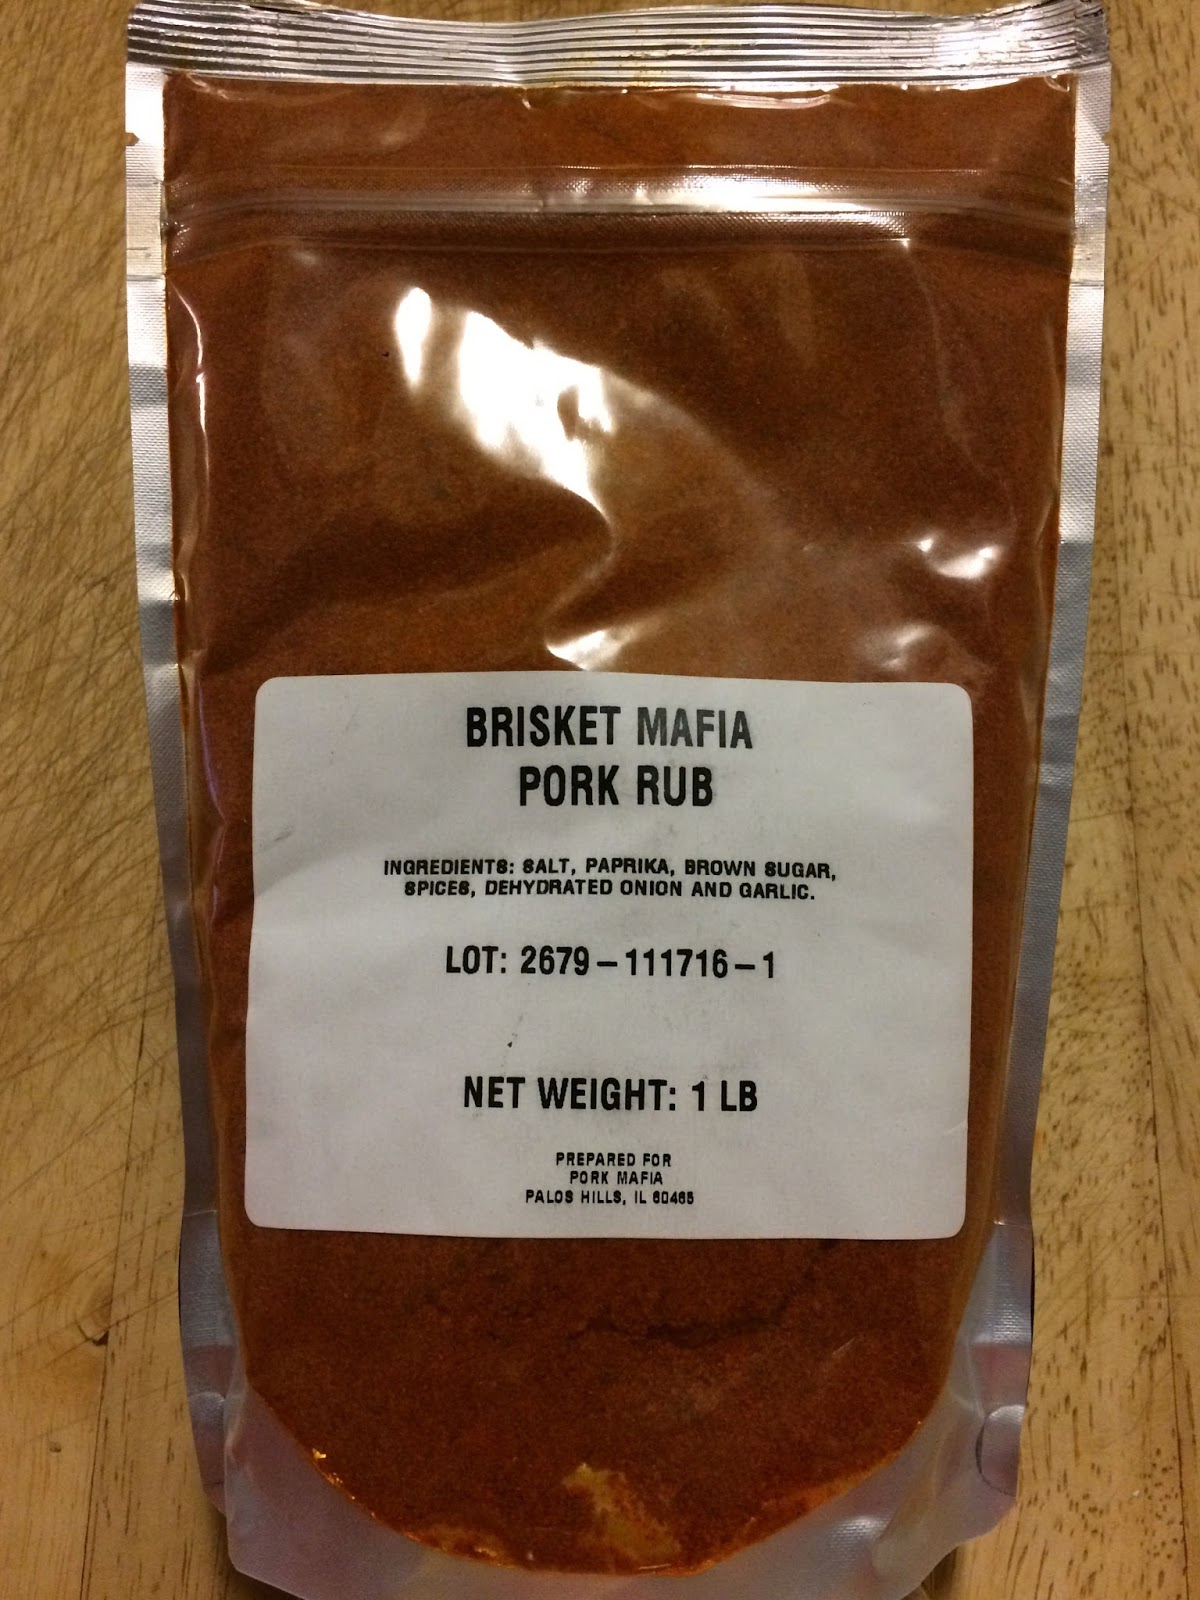 BRISKET MAFIA
PORK RUB
INGREDIENTS: SALT, PAPRIKA, BROWN SUGAR,
SPICES, DEHYDRATED ONION AND GARLIC.
LOT: 2679-111716-1
NET WEIGHT: 1 LB
PREPARED FOR
PORK MAFIA
PALOS HILLS, IL 60465